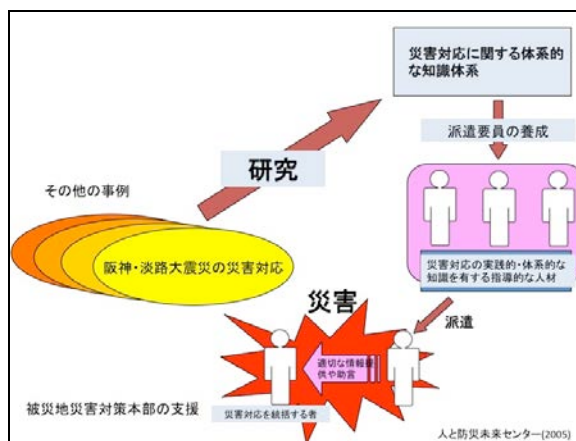 災害対応に関する体系的
な知識体系
派遣要員の養成
研究
その他の事例
阪神・淡路大震災の災害対応
災害対応の実践的・体系的な
知識を有する指導的な人材
災害
派遣
適切な情報提
供や助言
被災地災害対策本部の支援
災害対応を統括する者
人と防災未来センター(2005)